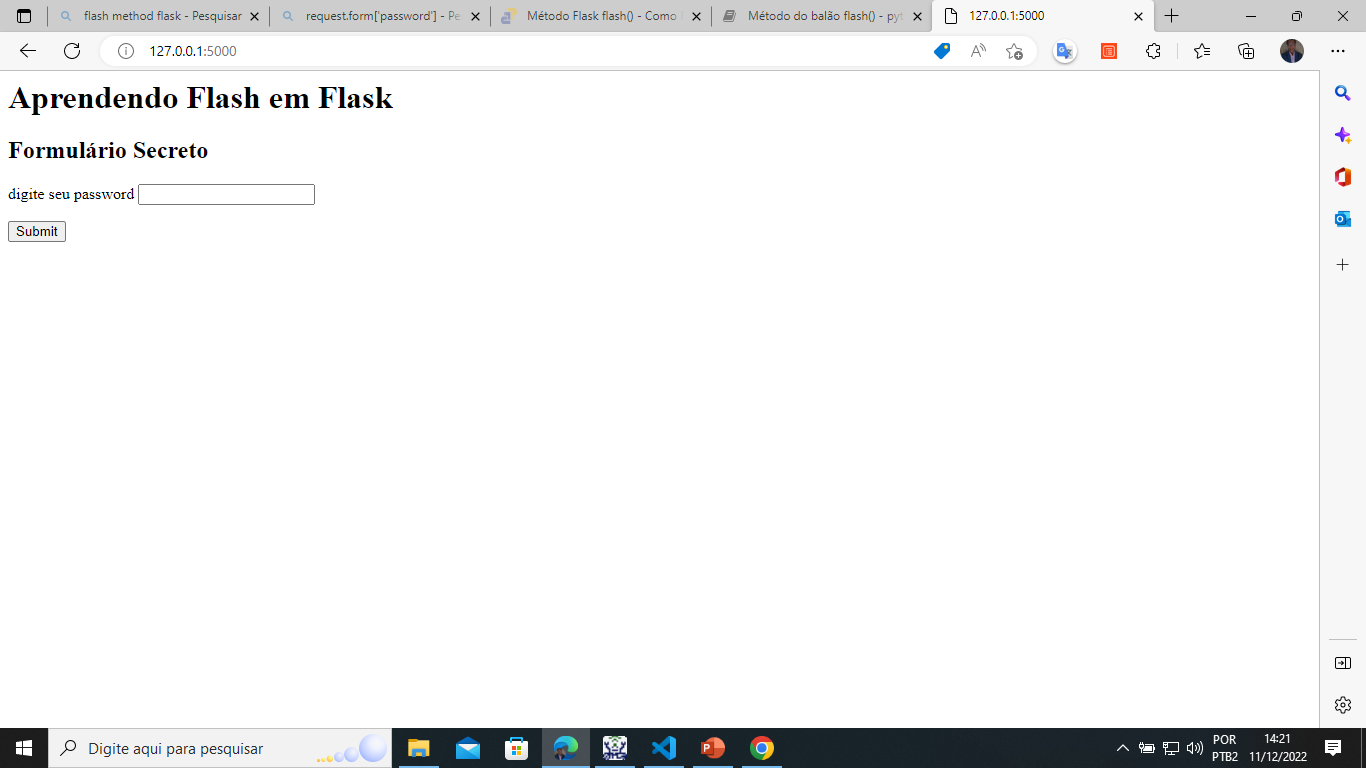 flash method flask - Pesquisar
request.form['password'] - Pe
Método Flask flash() - Como
Método do balão flash() - pyt
127.0.0.1:5000
127.0.0.1:5000
Aprendendo Flash em Flask
Formulário Secreto
digite seu password
Submit
Digite aqui para pesquisar
POR
PTB2
14:21
11/12/2022